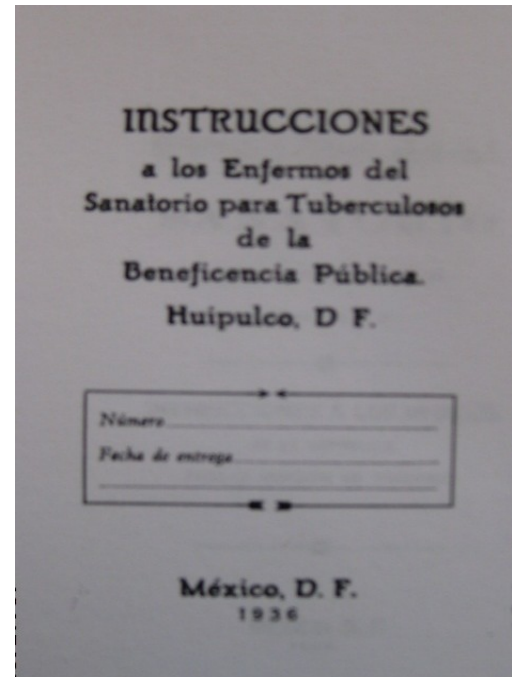 INSTRUCCIONES
a los Enfermos del
Sanatorio para Tuberculosos
de la
Beneficencia Pública.
Huipulco, D F.
Número
Fecha de entrega
México, D. F.
1936